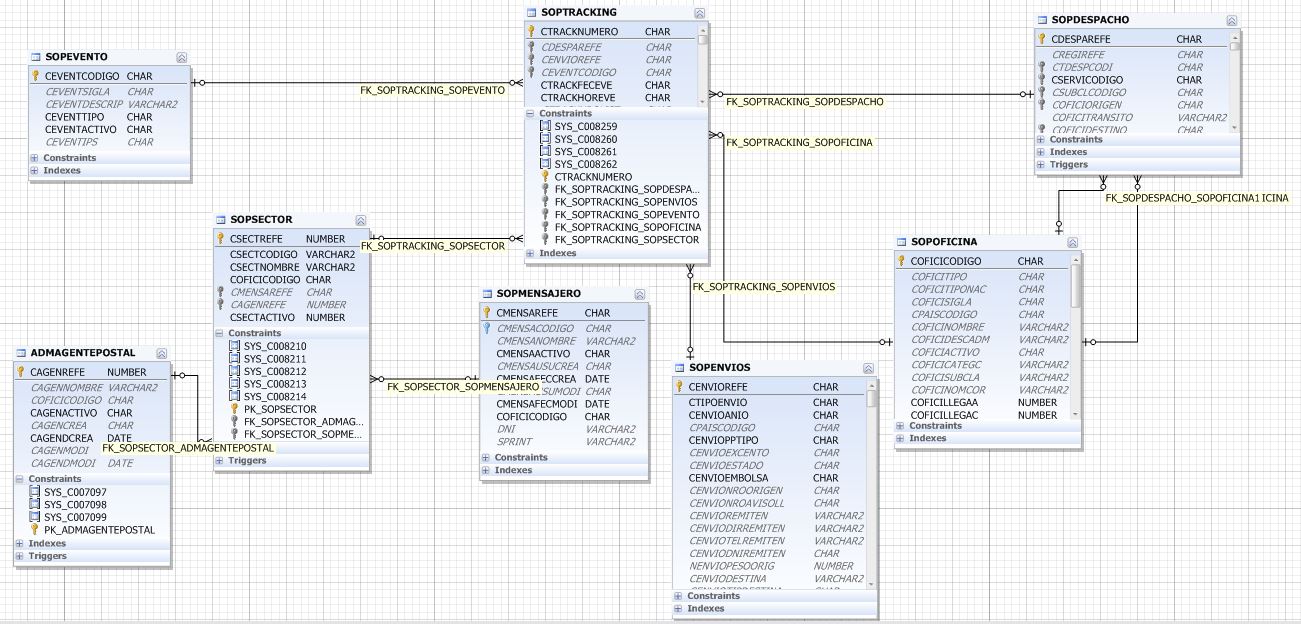 SOPEVENTO
CEVENTCODIGO CHAR
CEVENTSIGLA CHAR
CEVENTDESCRIP VARCHAR2
CEVENTTIPO CHAR
CEVENTACTIVO CHAR
CEVENTIPS CHAR
Constraints
Indexes
FK_SOPTRACKING_SOPEVENTO
SOPTRACKING
CTRACKNUMERO CHAR
CDESPAREFE CHAR
CENVIOREFE CHAR
CEVENTCODIGO CHAR
CTRACKFECEVE CHAR
CTRACKHOREVE CHAR
Constraints
SYS_C008259
SYS_C008260
SYS_C008261
SYS_C008262
CTRACKNUMERO
FK_SOPTRACKING_SOPDESPA...
FK_SOPTRACKING_SOPENVIOS
FK_SOPTRACKING_SOPEVENTO
FK_SOPTRACKING_SOPOFICINA
FK_SOPTRACKING_SOPSECTOR
Indexes
FK_SOPTRACKING_SOPDESPACHO
FK_SOPTRACKING_SOPOFICINA
SOPDESPACHO
CDESPAREFE CHAR
CREGIREFE CHAR
CTDESPCODI CHAR
CSERVICODIGO CHAR
CSUBCLCODIGO CHAR
COFICIORIGEN CHAR
COFICITRANSITO VARCHAR2
COFICIDESTINO CHAR
Constraints
Indexes
Triggers
FK_SOPDESPACHO_SOPOFICINA1 ICINA
SOPSECTOR
CSECTREFE NUMBER
CSECTCODIGO VARCHAR2
CSECTNOMBRE VARCHAR2
COFICICODIGO CHAR
CMENSAREFE CHAR
CAGENREFE NUMBER
CSECTACTIVO NUMBER
Constraints
SYS_C008210
SYS_C008211
SYS_C008212
SYS_C008213
SYS_C008214
PK_SOPSECTOR
FK_SOPSECTOR_ADMAG...
FK_SOPSECTOR_SOPME...
Triggers
FK_SOPTRACKING_SOPSECTOR
SOPMENSAJERO
CMENSAREFE CHAR
CMENSACODIGO CHAR
CMENSANOMBRE VARCHAR2
CMENSAACTIVO CHAR
CMENSAUSUCREA CHAR
FECCREA DATE
SUMODI CHAR
CMENSAFECMODI DATE
COFICICODIGO CHAR
DNI VARCHAR2
SPRINT VARCHAR2
Constraints
Indexes
FK_SOPSECTOR_SOPMENSAJERO
FK_SOPTRACKING_SOPENVIOS
SOPOFICINA
COFICICODIGO CHAR
COFICITIPO CHAR
COFICITIPONAC CHAR
COFICISIGLA CHAR
CPAISCODIGO CHAR
COFICINOMBRE VARCHAR2
COFICIDESCADM VARCHAR2
COFICIACTIVO CHAR
COFICICATEGC VARCHAR2
COFICISUBCLA VARCHAR2
COFICINOMCOR VARCHAR2
COFICILLEGAA NUMBER
COFICILLEGAC NUMBER
Constraints
Indexes
ADMAGENTEPOSTAL
CAGENREFE NUMBER
CAGENNOMBRE VARCHAR2
COFICICODIGO CHAR
CAGENACTIVO CHAR
CAGENCREA CHAR
CAGENDCREA DATE
CAGENMODI
CAGENDMODI DATE
Constraints
SYS_C007097
SYS_C007098
SYS_C007099
PK_ADMAGENTEPOSTAL
Indexes
Triggers
FK_SOPSECTOR_ADMAGENTEPOSTAL
SOPENVIOS
CENVIOREFE CHAR
CTIPOENVIO CHAR
CENVIOANIO CHAR
CPAISCODIGO CHAR
CENVIOPPTIPO CHAR
CENVIOEXCENTO CHAR
CENVIOESTADO CHAR
CENVIOEMBOLSA CHAR
CENVIONROORIGEN CHAR
CENVIONROAVISOLL CHAR
CENVIOREMITEN VARCHAR2
CENVIODIRREMITEN VARCHAR2
CENVIOTELREMITEN VARCHAR2
CENVIODNIREMITEN CHAR
NENVIOPESOORIG NUMBER
CENVIODESTINA VARCHAR2
Constraints
Indexes